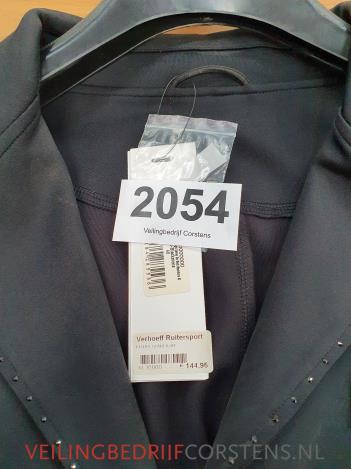 2054
Veilingbedrijf Corstens
Verhoeff Ruitersport
€ 144,95
VEILINGBEDRIJFCORSTENS.NL